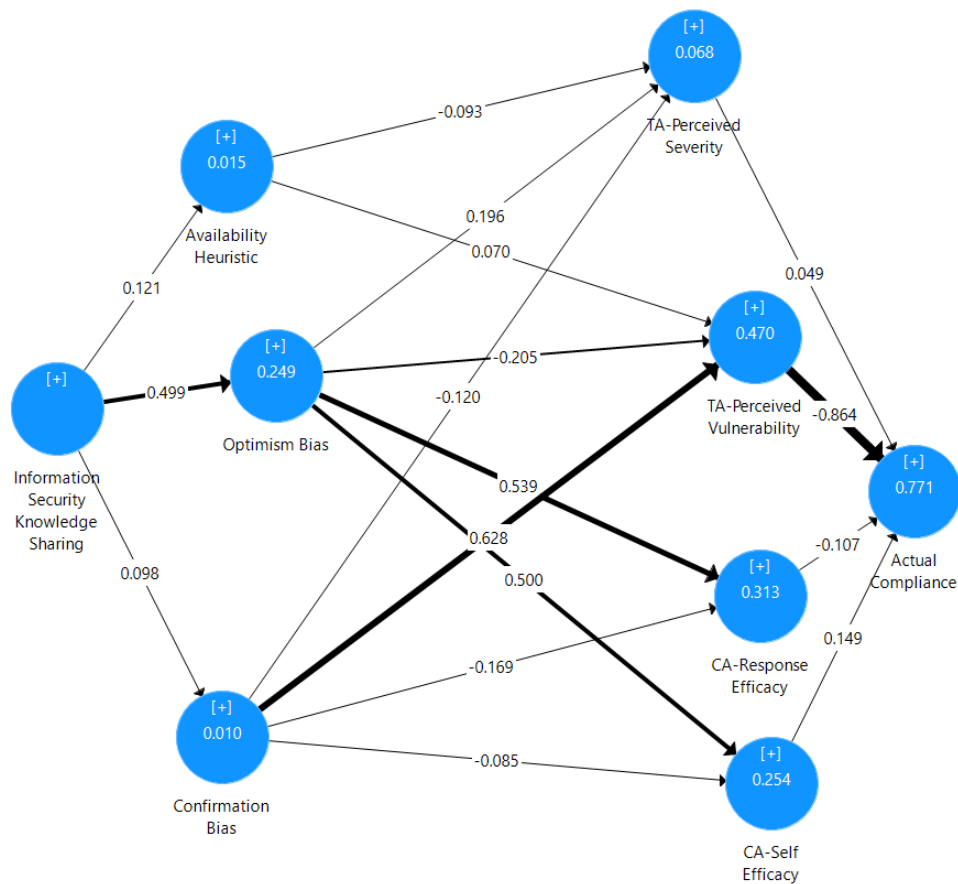 [+]
0.068
TA-Perceived
Severity
-0.093
[+]
0.015
Availability
Heuristic
0.196
0.070
0.121
0.049
[+]
0.470
TA-Perceived
Vulnerability
[+]
0.249
Optimism Bias
-0.205
[+]
Information
Security
Knowledge
Sharing
0.499
-0.120
-0.864
[+]
0.771
Actual
Compliance
0.539
0.628
0.500
-0.107
[+]
0.313
CA-Response
Efficacy
0.098
0.149
-0.169
[+]
0.010
Confirmation
Bias
-0.085
[+]
0.254
CA-Self
Efficacy